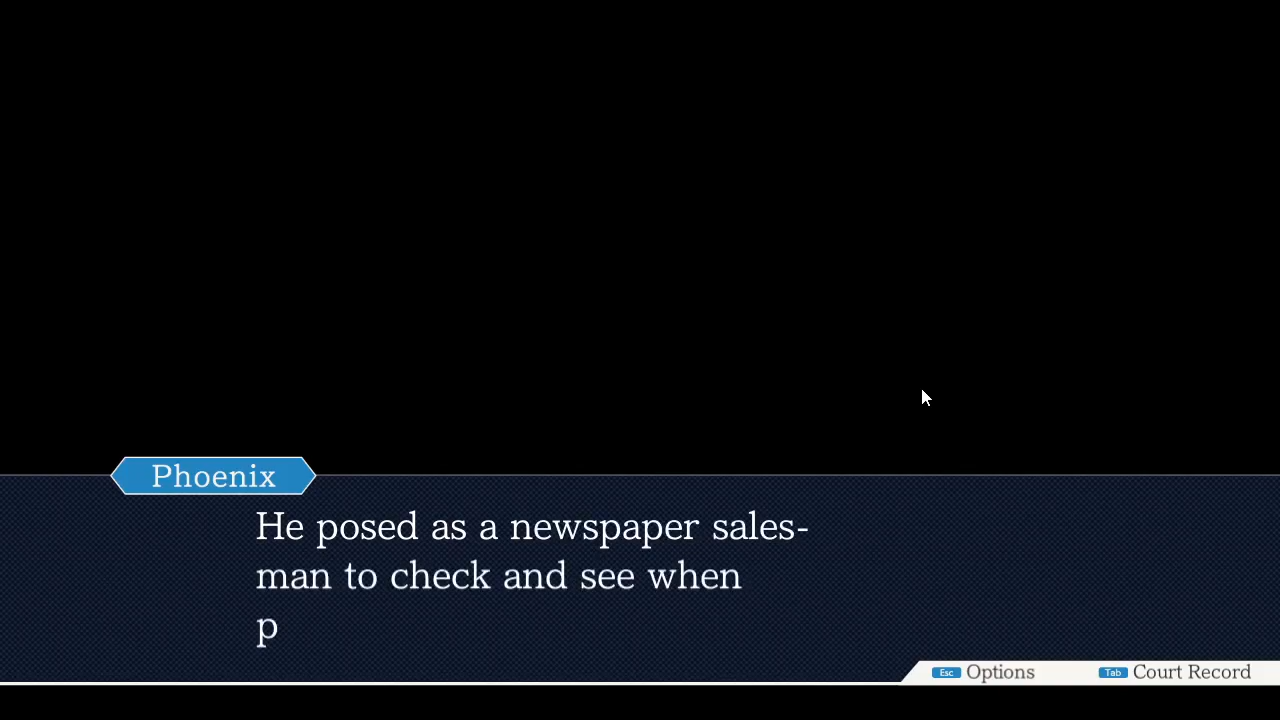 Phoenix
He posed as a newspaper sales-
man to check and see when
p
Esc Options Tab Court Record